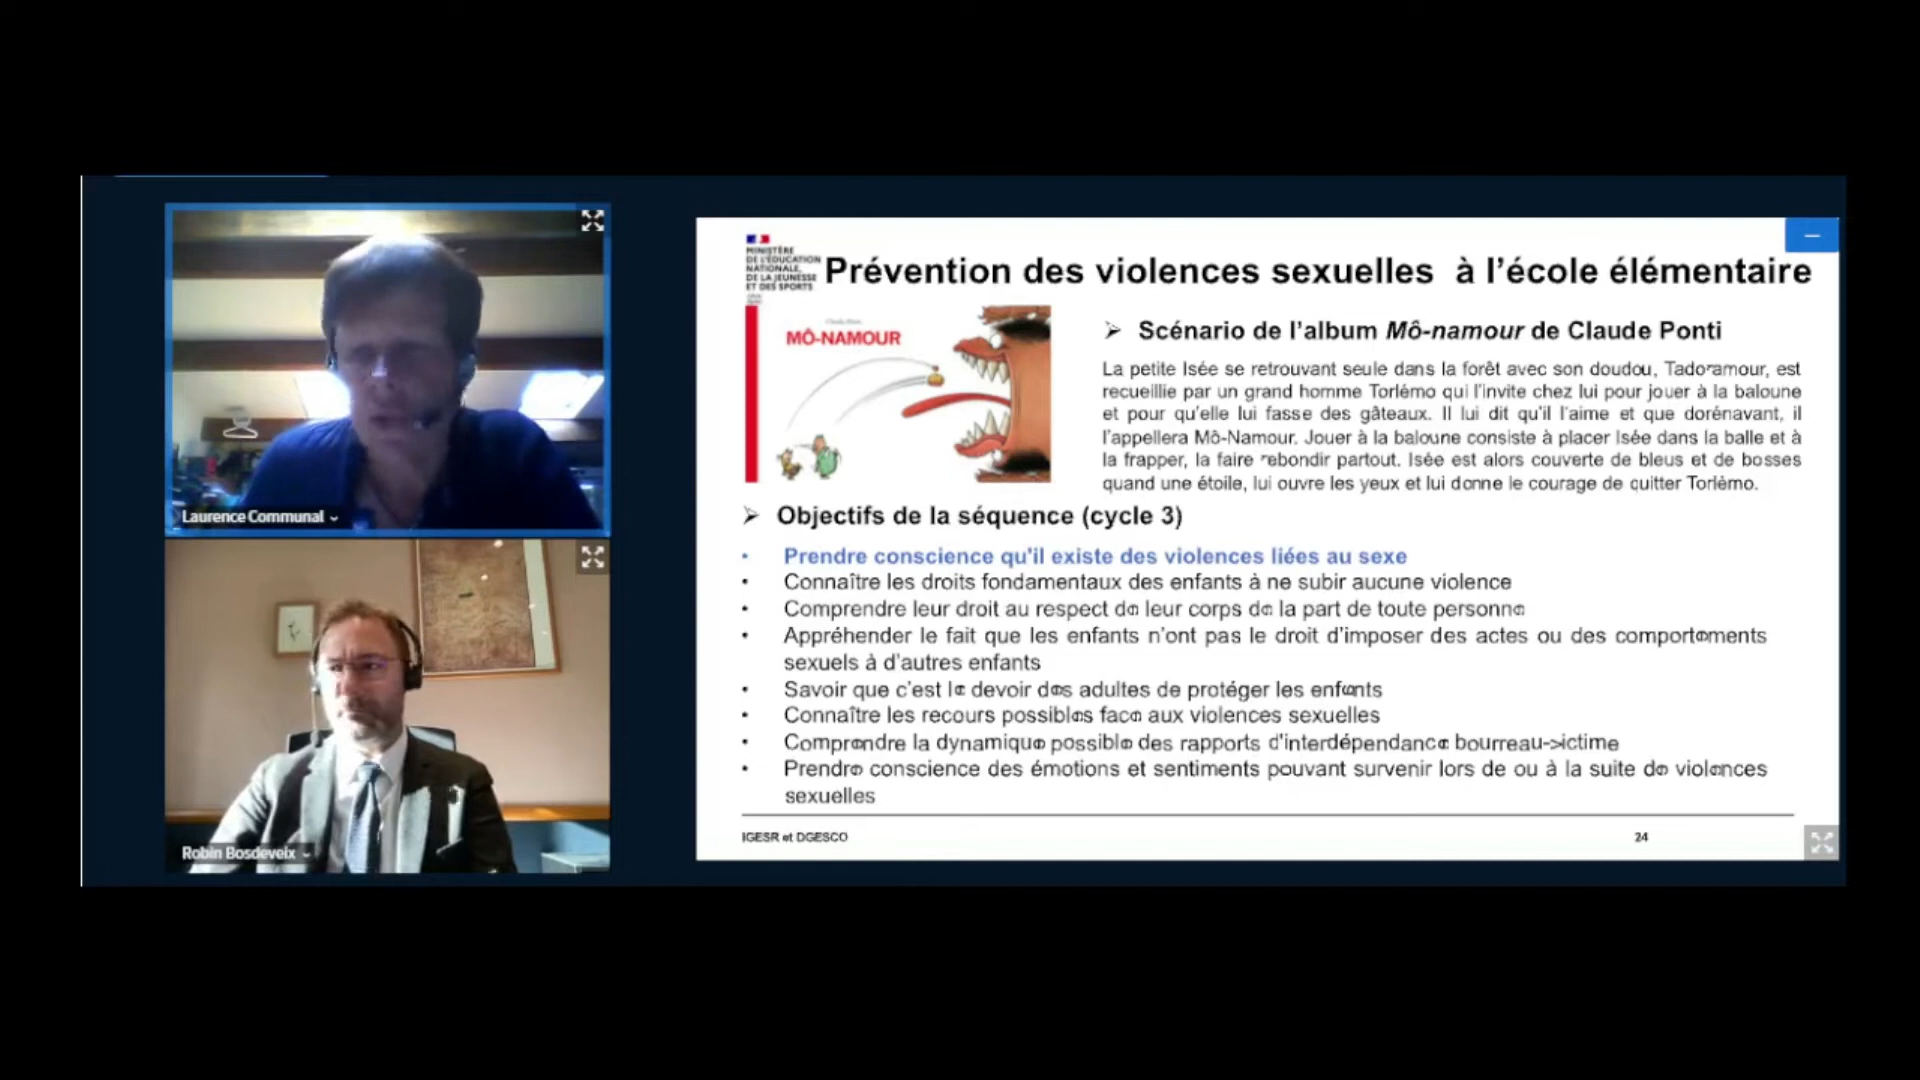 Laurence Communal
Robin Bosdeveix
MINISTÈRE
DE L'ÉDUCATION
NATIONALE,
DE LA JEUNESSE
ET DES SPORTS
Prévention des violences sexuelles à l'école élémentaire
MÔ-NAMOUR
➢ Scénario de l'album Mô-namour de Claude Ponti
La petite Isée se retrouvant seule dans la forêt avec son doudou, Tadoramour, est
recueillie par un grand homme Torlémo qui l'invite chez lui pour jouer à la baloune
et pour qu'elle lui fasse des gâteaux. Il lui dit qu'il l'aime et que dorénavant, il
l'appellera Mô-Namour. Jouer à la baloune consiste à placer Isée dans la balle et à
la frapper, la faire rebondir partout. Isée est alors couverte de bleus et de bosses
quand une étoile, lui ouvre les yeux et lui donne le courage de quitter Torlémo.
➢ Objectifs de la séquence (cycle 3)
• Prendre conscience qu'il existe des violences liées au sexe
• Connaître les droits fondamentaux des enfants à ne subir aucune violence
• Comprendre leur droit au respect de leur corps de la part de toute personne
• Appréhender le fait que les enfants n'ont pas le droit d'imposer des actes ou des comportements
sexuels à d'autres enfants
• Savoir que c'est le devoir des adultes de protéger les enfants
• Connaître les recours possibles face aux violences sexuelles
• Comprendre la dynamique possible des rapports d'interdépendance bourreau->ictime
• Prendre conscience des émotions et sentiments pouvant survenir lors de ou à la suite de violences
sexuelles
IGESR et DGESCO
24